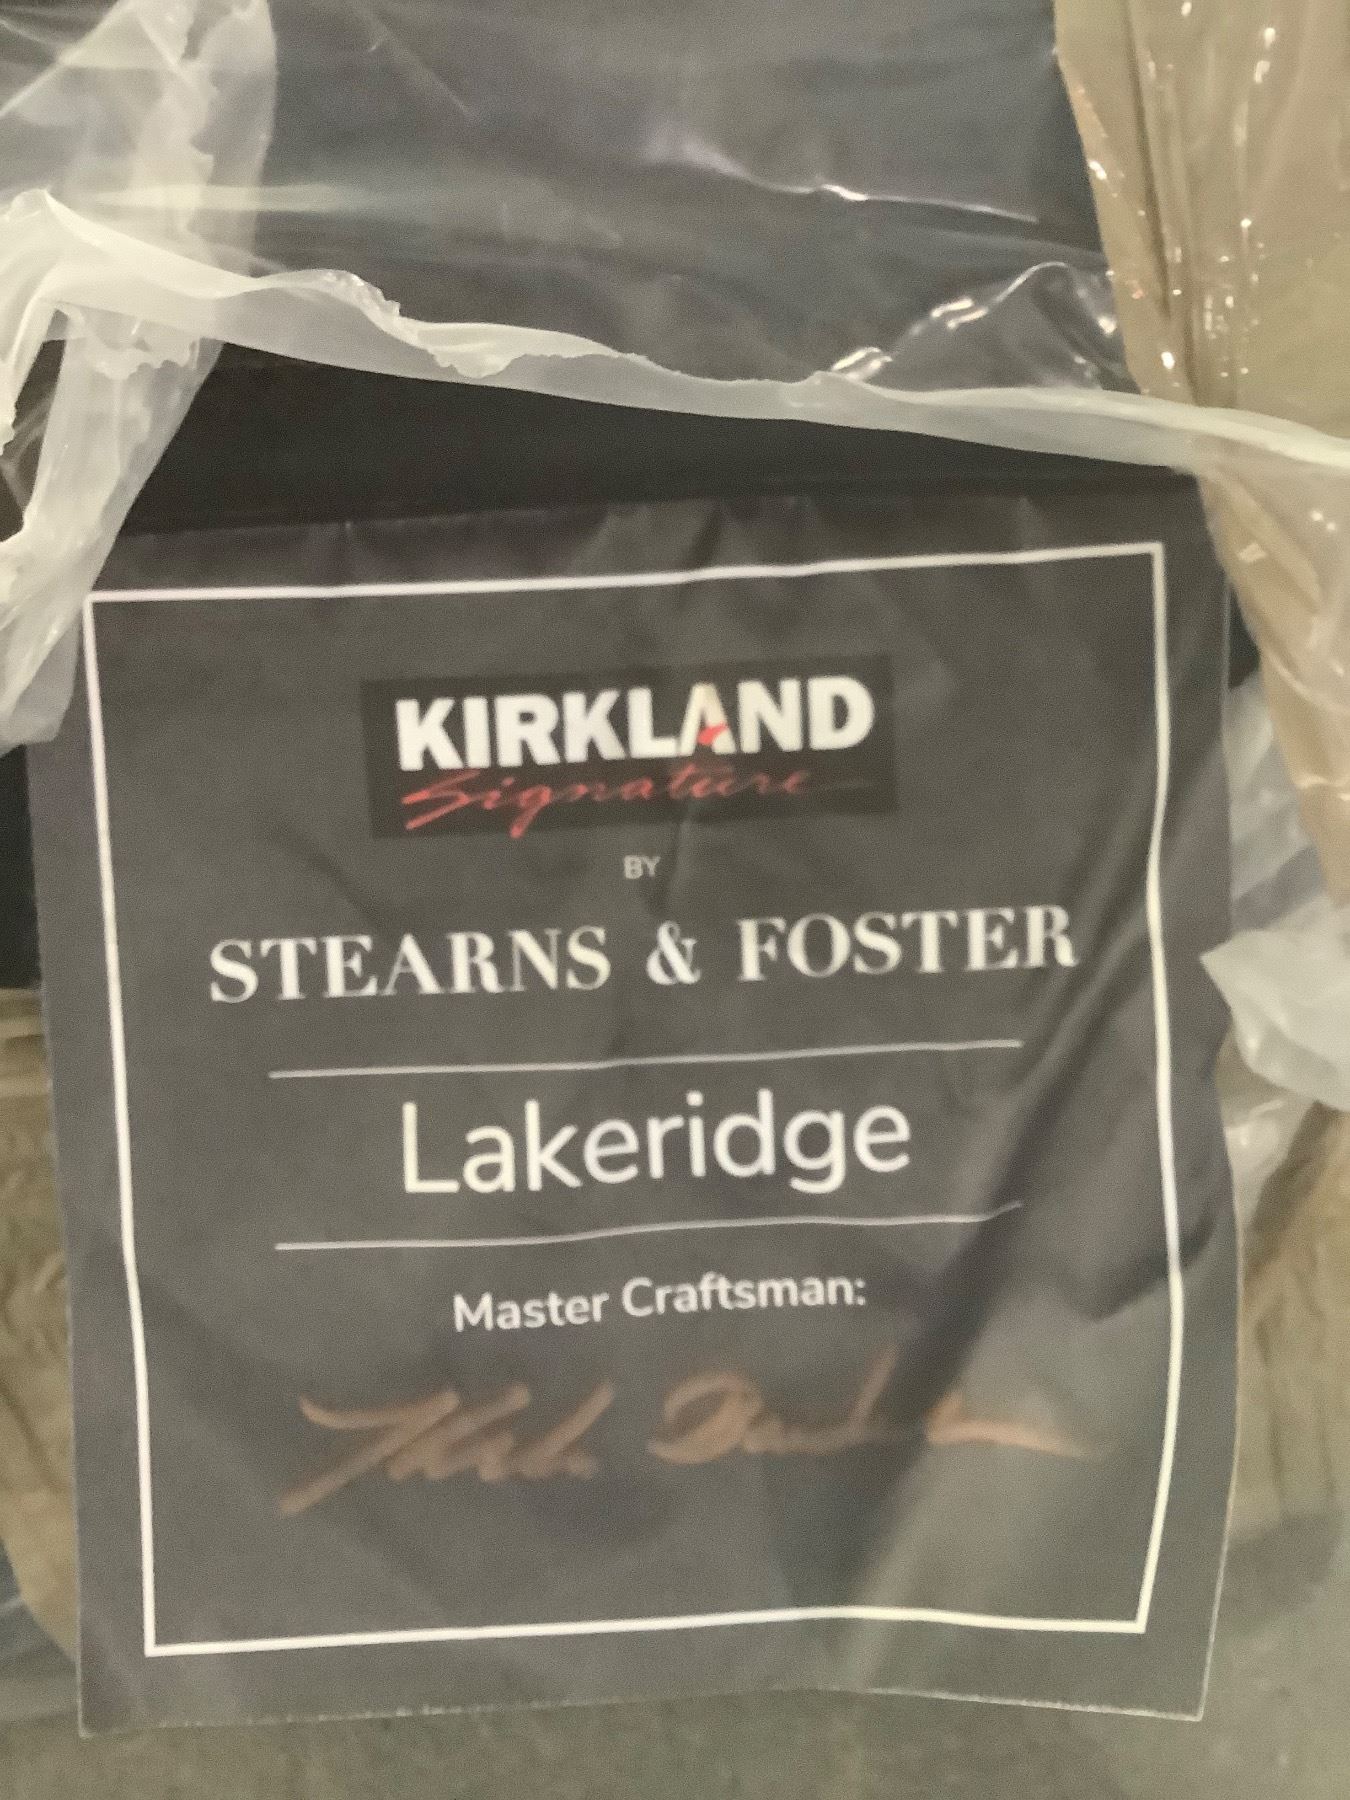 KIRKLAND
Signature
BY
STEARNS & FOSTER
Lakeridge
Master Craftsman: